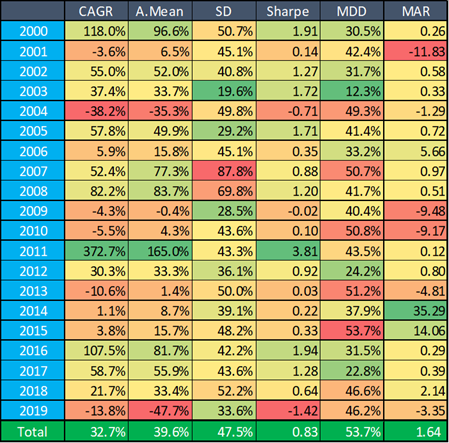 CAGR A.Mean SD Sharpe MDD MAR
2000 118.0% 96.6% 50.7% 1.91 30.5% 0.26
2001 -3.6% 6.5% 45.1% 0.14 42.4% -11.83
2002 55.0% 52.0% 40.8% 1.27 31.7% 0.58
2003 37.4% 33.7% 19.6% 1.72 12.3% 0.33
2004 -38.2% -35.3% 49.8% -0.71 49.3% -1.29
2005 57.8% 49.9% 29.2% 1.71 41.4% 0.72
2006 5.9% 15.8% 45.1% 0.35 33.2% 5.66
2007 52.4% 77.3% 87.8% 0.88 50.7% 0.97
2008 82.2% 83.7% 69.8% 1.20 41.7% 0.51
2009 -4.3% -0.4% 28.5% -0.02 40.4% -9.48
2010 -5.5% 4.3% 43.6% 0.10 50.8% -9.17
2011 372.7% 165.0% 43.3% 3.81 43.5% 0.12
2012 30.3% 33.3% 36.1% 0.92 24.2% 0.80
2013 -10.6% 1.4% 50.0% 0.03 51.2% -4.81
2014 1.1% 8.7% 39.1% 0.22 37.9% 35.29
2015 3.8% 15.7% 48.2% 0.33 53.7% 14.06
2016 107.5% 81.7% 42.2% 1.94 31.5% 0.29
2017 58.7% 55.9% 43.6% 1.28 22.8% 0.39
2018 21.7% 33.4% 52.2% 0.64 46.6% 2.14
2019 -13.8% -47.7% 33.6% -1.42 46.2% -3.35
Total 32.7% 39.6% 47.5% 0.83 53.7% 1.64